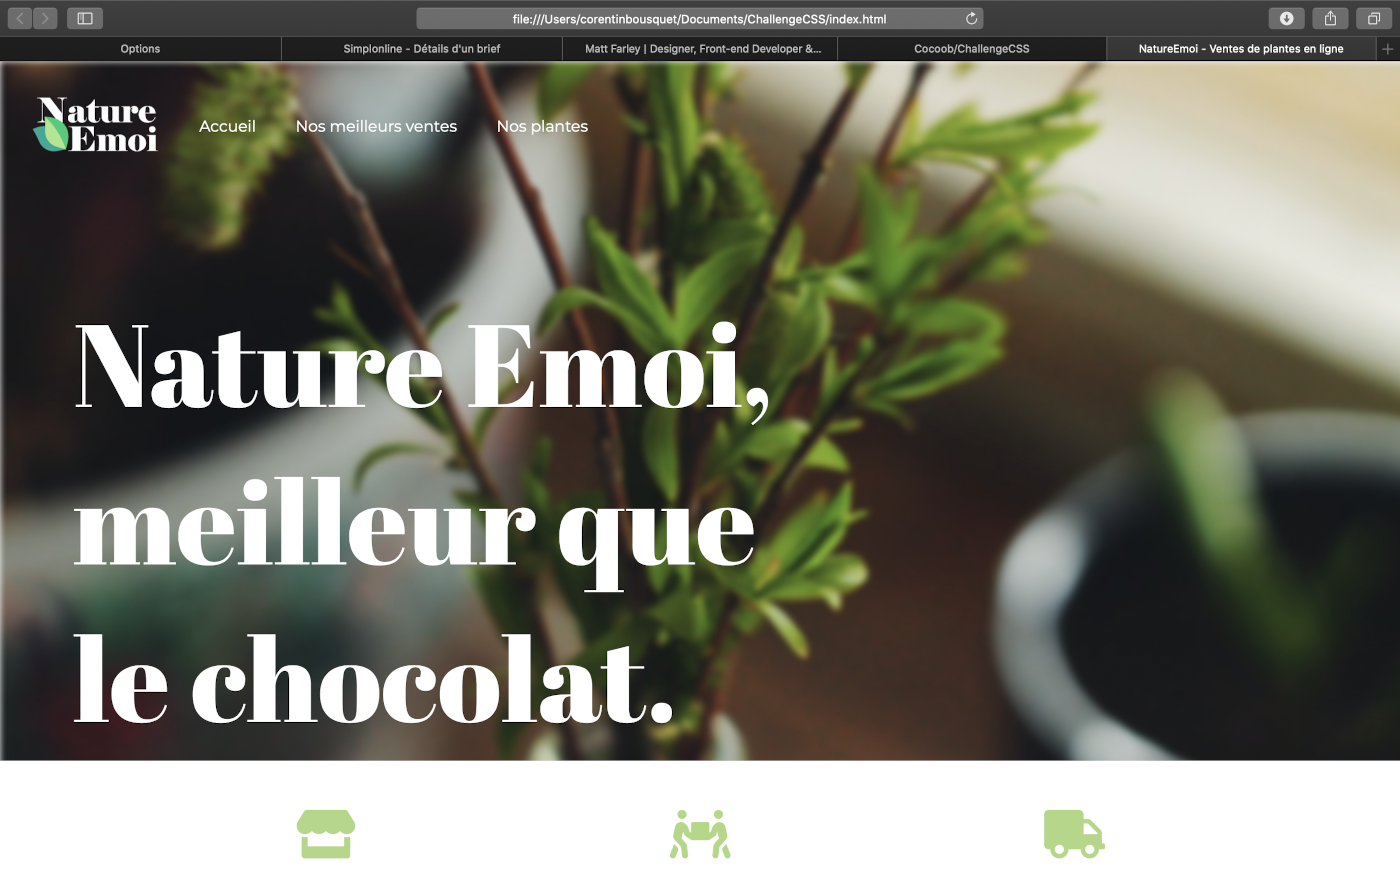 file:///Users/corentinbousquet/Documents/ChallengeCSS/index.html
Options
Simplonline - Détails d'un brief
Matt Farley | Designer, Front-end Developer &...
Cocoob/ChallengeCSS
NatureEmoi - Ventes de plantes en ligne
Nature
Emoi
Accueil
Nos meilleurs ventes
Nos plantes
Nature Emoi,
meilleur que
le chocolat.